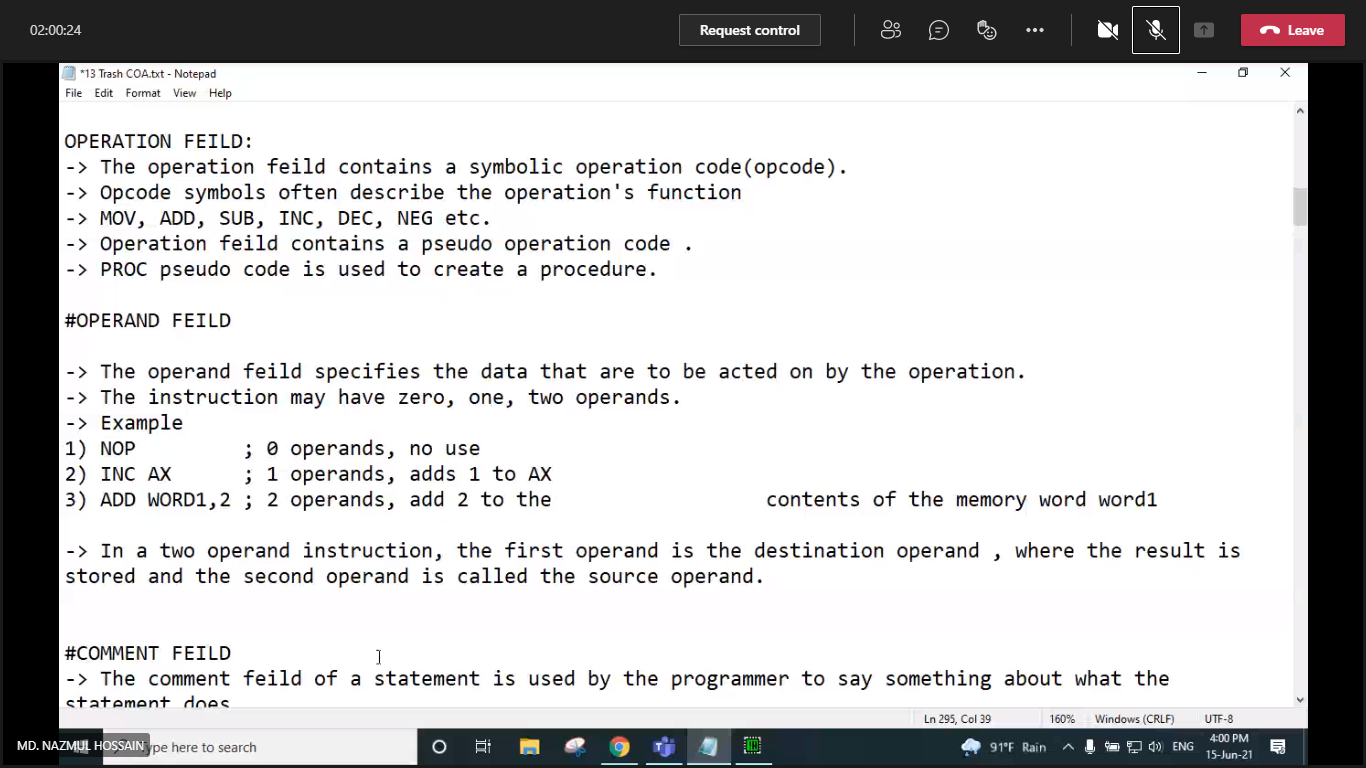 02:00:24
Request control
Leave
*13 Trash COA.txt - Notepad
File Edit Format View Help
OPERATION FEILD:
-> The operation feild contains a symbolic operation code(opcode).
-> Opcode symbols often describe the operation's function
-> MOV, ADD, SUB, INC, DEC, NEG etc.
-> Operation feild contains a pseudo operation code .
-> PROC pseudo code is used to create a procedure.
#OPERAND FEILD
-> The operand feild specifies the data that are to be acted on by the operation.
-> The instruction may have zero, one, two operands.
-> Example
1) NOP ; 0 operands, no use
2) INC AX ; 1 operands, adds 1 to AX
3) ADD WORD1,2 ; 2 operands, add 2 to the contents of the memory word word1
-> In a two operand instruction, the first operand is the destination operand , where the result is
stored and the second operand is called the source operand.
#COMMENT FEILD
-> The comment feild of a statement is used by the programmer to say something about what the
statement does
Ln 295, Col 39 160% Windows (CRLF) UTF-8
MD. NAZMUL HOSSAIN
ype here to search
91°F Rain
ENG
4:00 PM
15-Jun-21